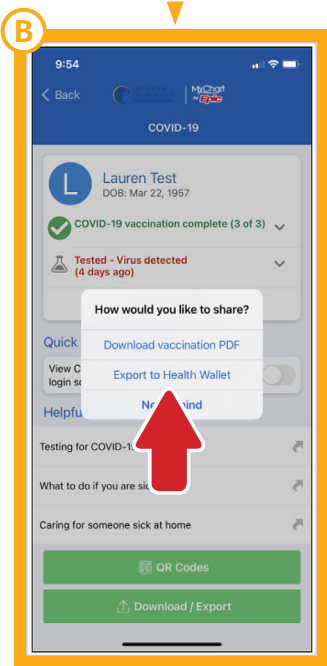 B
9:54
Back
MyChart
by Epic
COVID-19
L
Lauren Test
DOB: Mar 22, 1957
COVID-19 vaccination complete (3 of 3)
Tested - Virus detected
(4 days ago)
How would you like to share?
Quick
Download vaccination PDF
View C
login sc
Export to Health Wallet
Helpfu
Testing for COVID-1
What to do if you are sic
Caring for someone sick at home
QR Codes
Download / Export